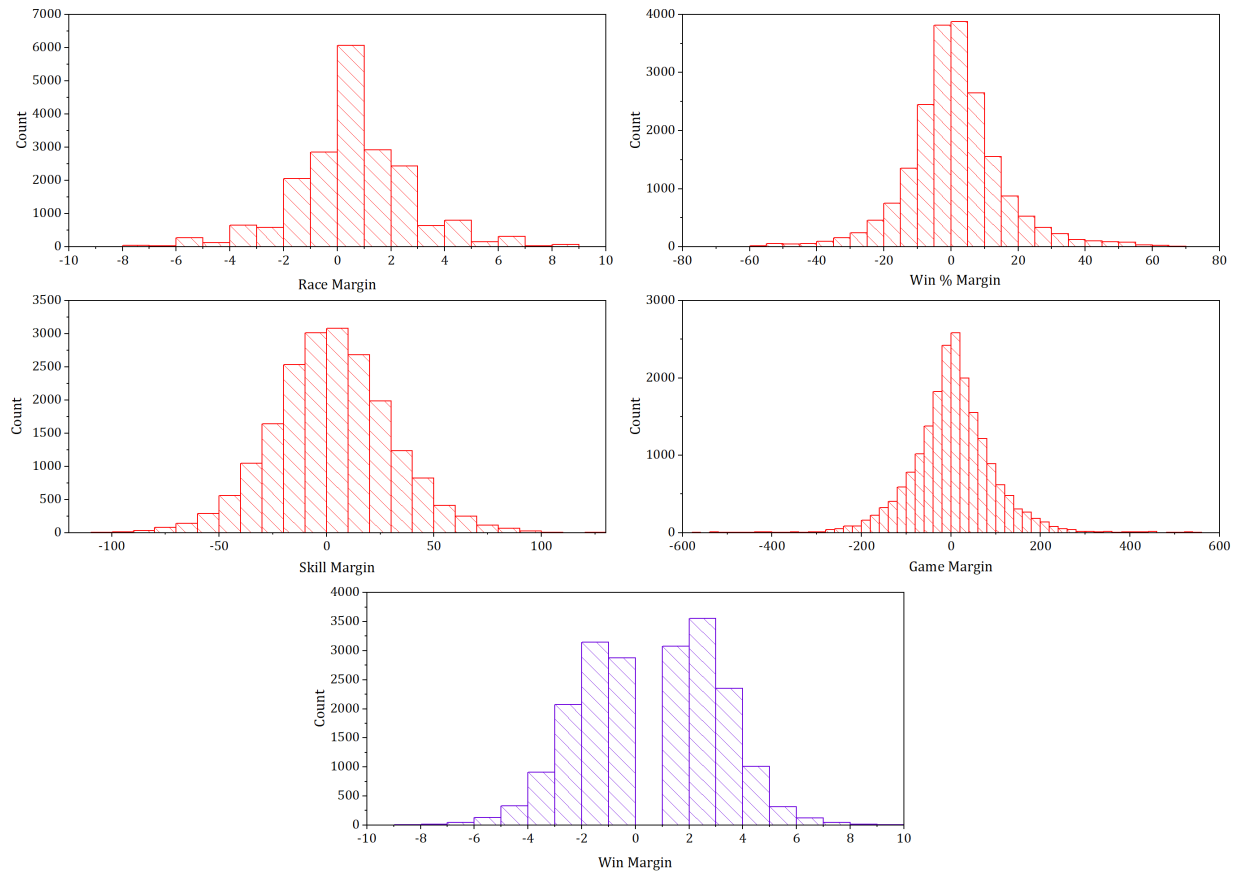 7000
6000
5000
4000
3000
2000
1000
0
Count
-10 -8 -6 -4 -2 0 2 4 6 8 10
Race Margin
4000
3000
2000
1000
0
Count
-80 -60 -40 -20 0 20 40 60 80
Win % Margin
3500
3000
2500
2000
1500
1000
500
0
Count
-100 -50 0 50 100
Skill Margin
3000
2000
1000
0
Count
-600 -400 -200 0 200 400 600
Game Margin
4000
3500
3000
2500
2000
1500
1000
500
0
Count
-10 -8 -6 -4 -2 0 2 4 6 8 10
Win Margin